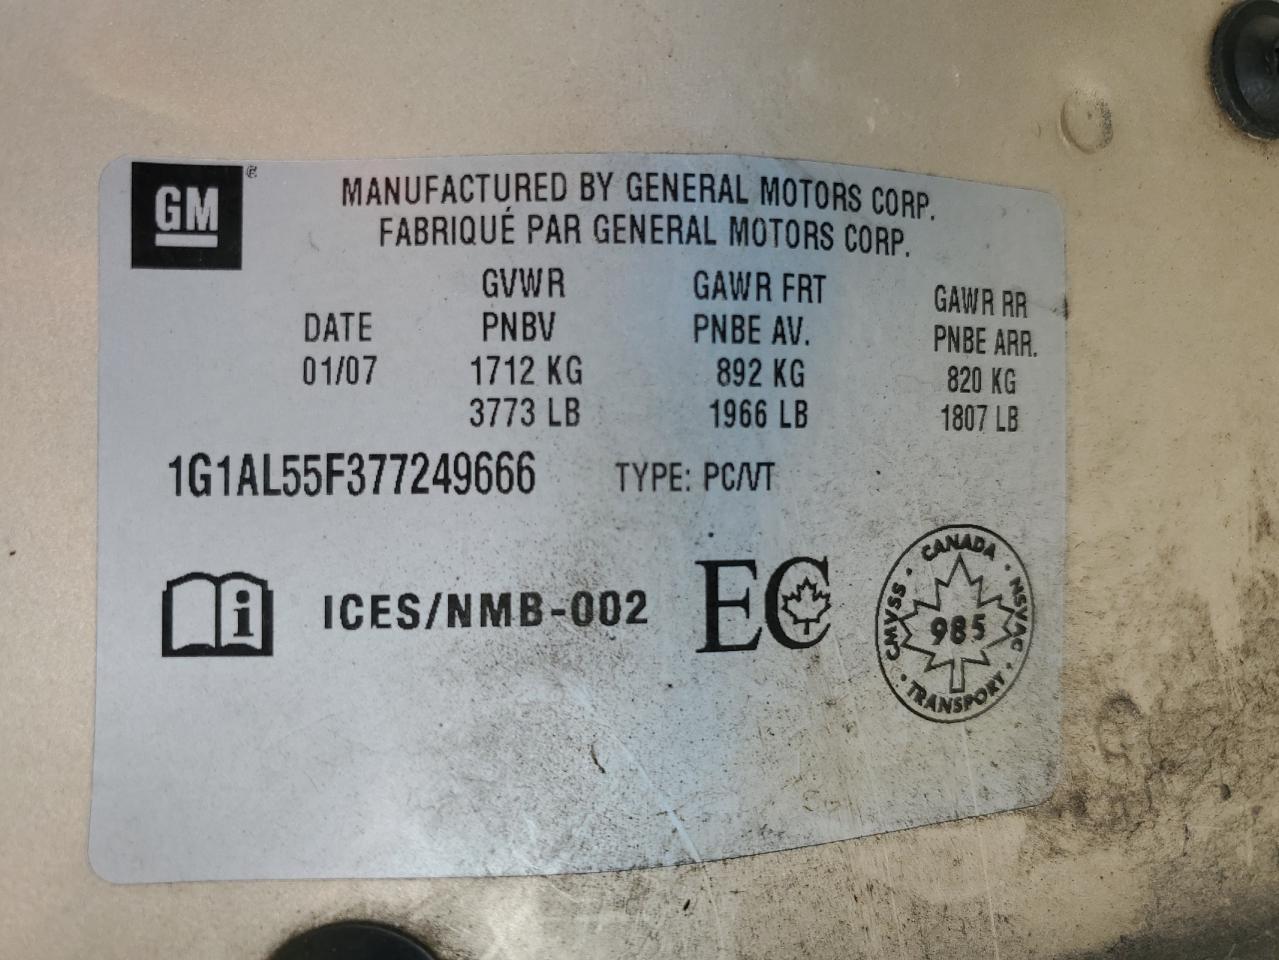 GM
MANUFACTURED BY GENERAL MOTORS CORP.
FABRIQUÉ PAR GENERAL MOTORS CORP.
GVWR GAWR FRT GAWR RR
DATE PNBV PNBE AV. PNBE ARR.
01/07 1712 KG 892 KG 820 KG
3773 LB 1966 LB 1807 LB
1G1AL55F377249666 TYPE: PC/VT
i ICES/NMB-002 EC
CANADA
CMVSS 985 NSVAC
TRANSPORT